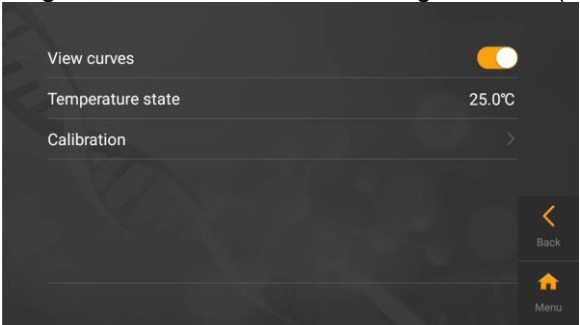 View curves
Temperature state 25.0℃
Calibration
Back
Menu